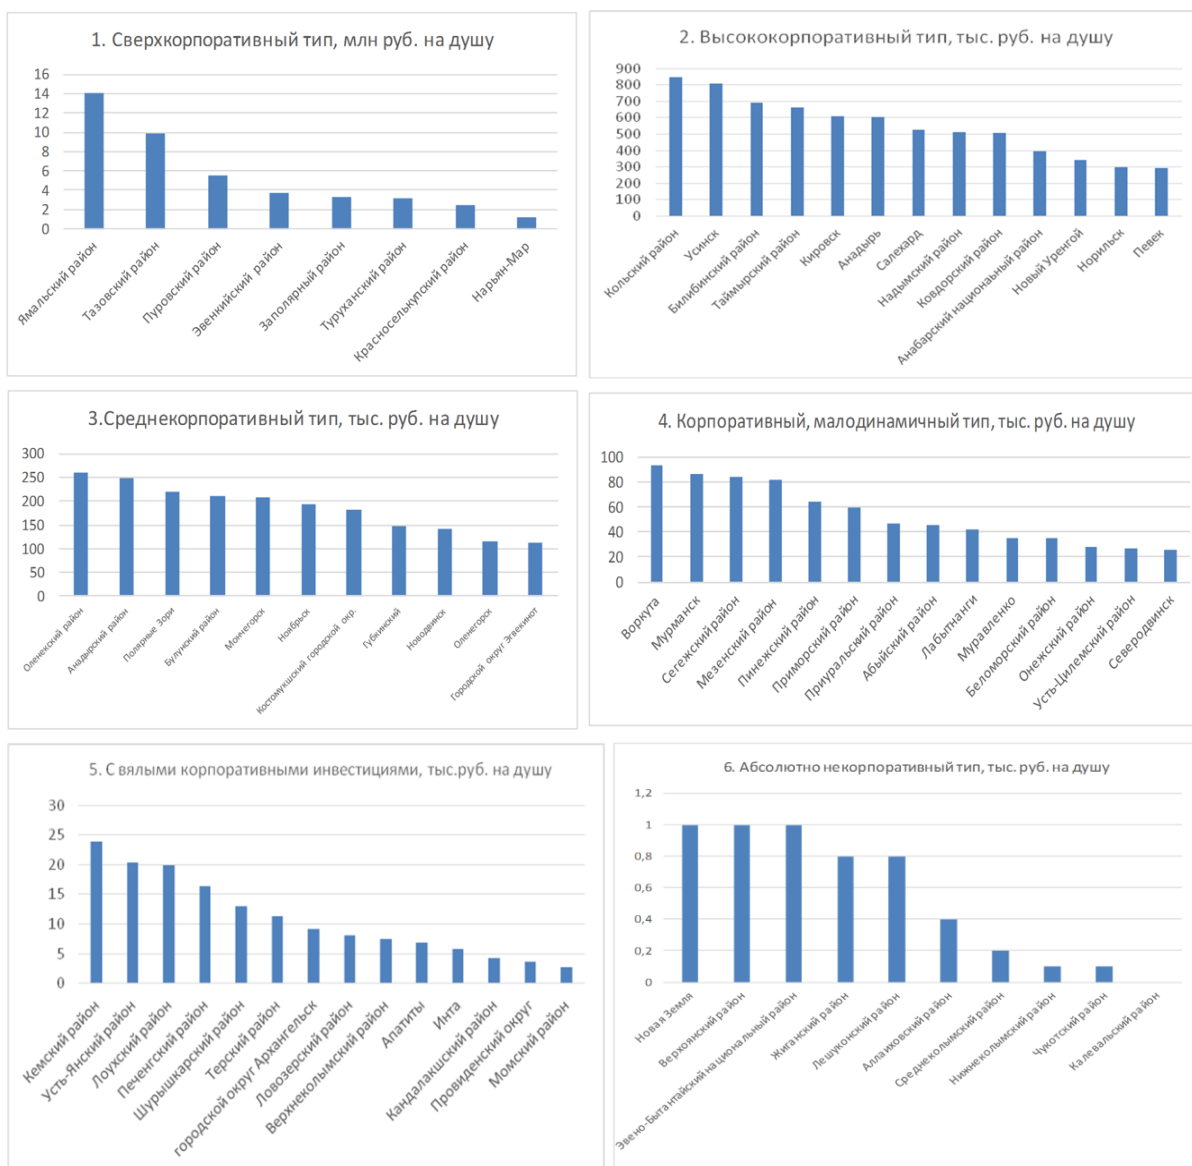 1. Сверхкорпоративный тип, млн руб. на душу
16
14
12
10
8
6
4
2
0
Ямальский район
Тазовский район
Пуровский район
Эвенкийский район
Заполярный район
Туруханский район
Красноселькупский район
Нарьян-Мар
2. Высококорпоративный тип, тыс. руб. на душу
900
800
700
600
500
400
300
200
100
0
Кольский район
Усинск
Билибинский район
Таймырский район
Кировск
Анадырь
Салехард
Надымский район
Ковдорский район
Анабарский национальный район
Новый Уренгой
Норильск
Певек
3.Среднекорпоративный тип, тыс. руб. на душу
300
250
200
150
100
50
0
Оленекский район
Анадырский район
Полярные Зори
Булунский район
Мончегорск
Ноябрьск
Костомукшский городской окр.
Губкинский
Новодвинск
Оленегорск
Городской округ Эгвекинот
4. Корпоративный, малодинамичный тип, тыс. руб. на душу
100
80
60
40
20
0
Воркута
Мурманск
Сегежский район
Мезенский район
Пинежский район
Приморский район
Приуральский район
Абыйский район
Лабытнанги
Муравленко
Беломорский район
Онежский район
Усть-Цилемский район
Северодвинск
5. С вялыми корпоративными инвестициями, тыс.руб. на душу
30
25
20
15
10
5
0
Кемский район
Усть-Янский район
Лоухский район
Печенгский район
Шурышкарский район
Терский район
городской округ Архангельск
Ловозерский район
Верхнеколымский район
Апатиты
Инта
Кандалакшский район
Провиденский округ
Момский район
6. Абсолютно некорпоративный тип, тыс. руб. на душу
1,2
1
0,8
0,6
0,4
0,2
0
Новая Земля
Верхоянский район
Эвено-Бытантайский национальный район
Жиганский район
Лешуконский район
Аллаиховский район
Среднеколымский район
Нижнеколымский район
Чукотский район
Калевальский район